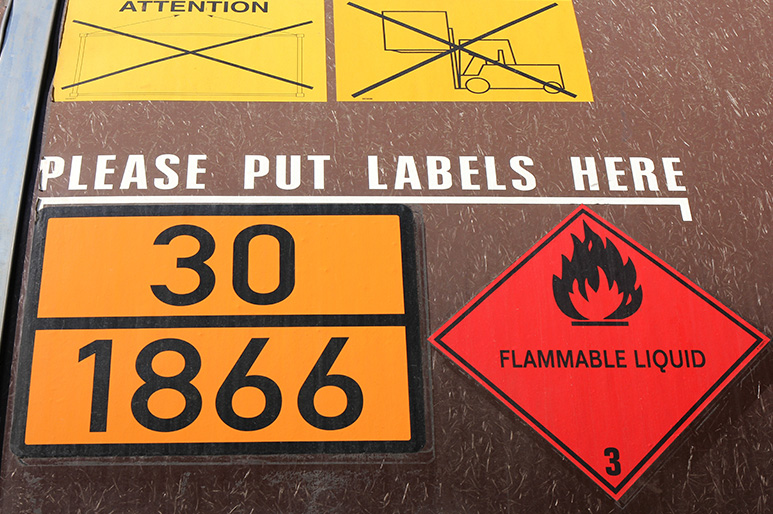 ATTENTION
PLEASE PUT LABELS HERE
30
1866
FLAMMABLE LIQUID
3